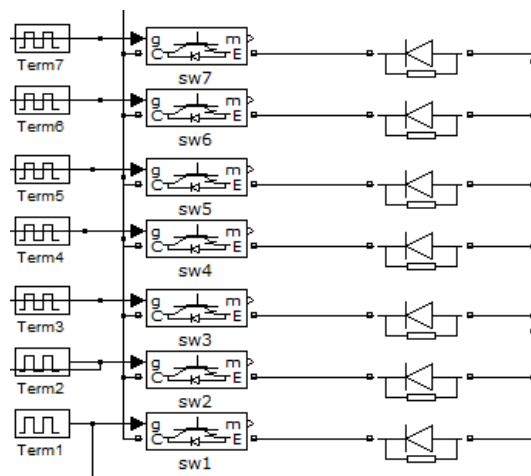 g m
Term7 C E
sw7
g m
Term6 C E
sw6
g m
Term5 C E
sw5
g m
Term4 C E
sw4
g m
Term3 C E
sw3
g m
Term2 C E
sw2
g m
Term1 C E
sw1